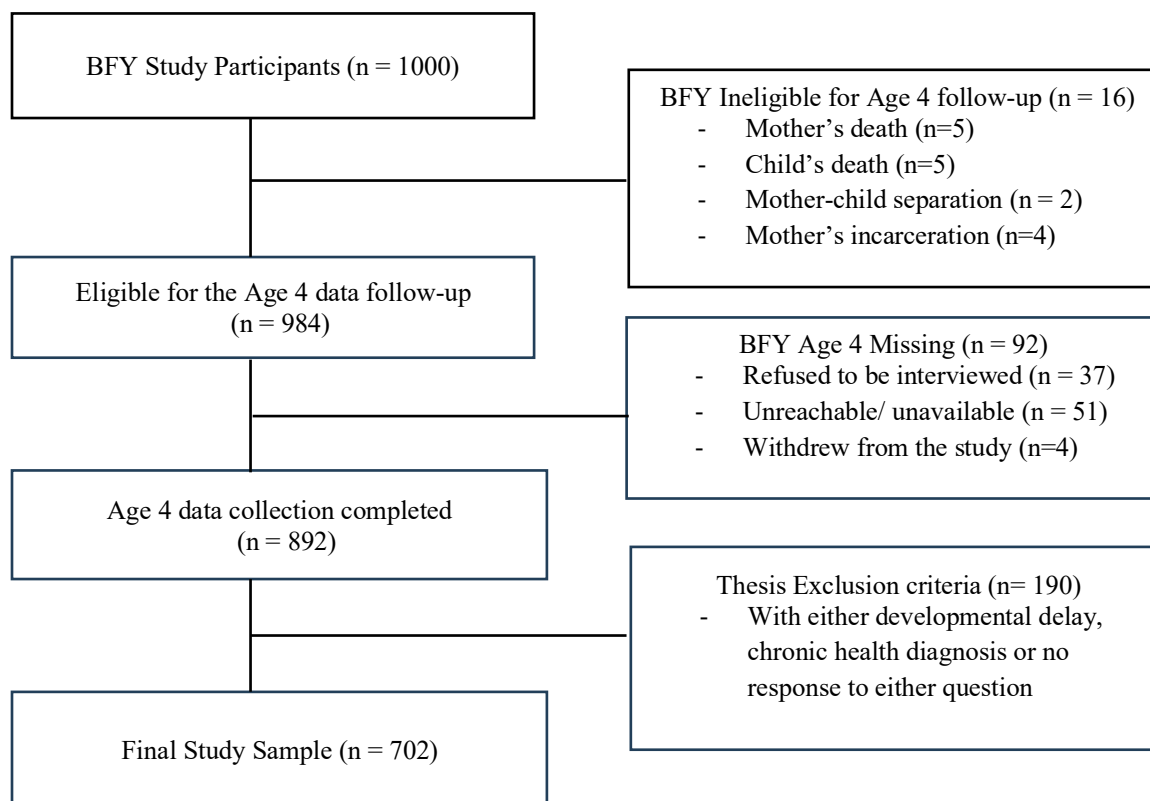 BFY Study Participants (n = 1000)
BFY Ineligible for Age 4 follow-up (n = 16)
- Mother’s death (n=5)
- Child’s death (n=5)
- Mother-child separation (n = 2)
- Mother’s incarceration (n=4)
Eligible for the Age 4 data follow-up
(n = 984)
BFY Age 4 Missing (n = 92)
- Refused to be interviewed (n = 37)
- Unreachable/ unavailable (n = 51)
- Withdrew from the study (n=4)
Age 4 data collection completed
(n = 892)
Thesis Exclusion criteria (n= 190)
- With either developmental delay,
chronic health diagnosis or no
response to either question
Final Study Sample (n = 702)